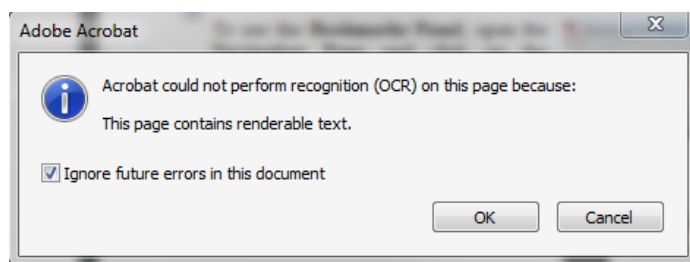 Adobe Acrobat
Acrobat could not perform recognition (OCR) on this page because:
This page contains renderable text.
Ignore future errors in this document
OK Cancel